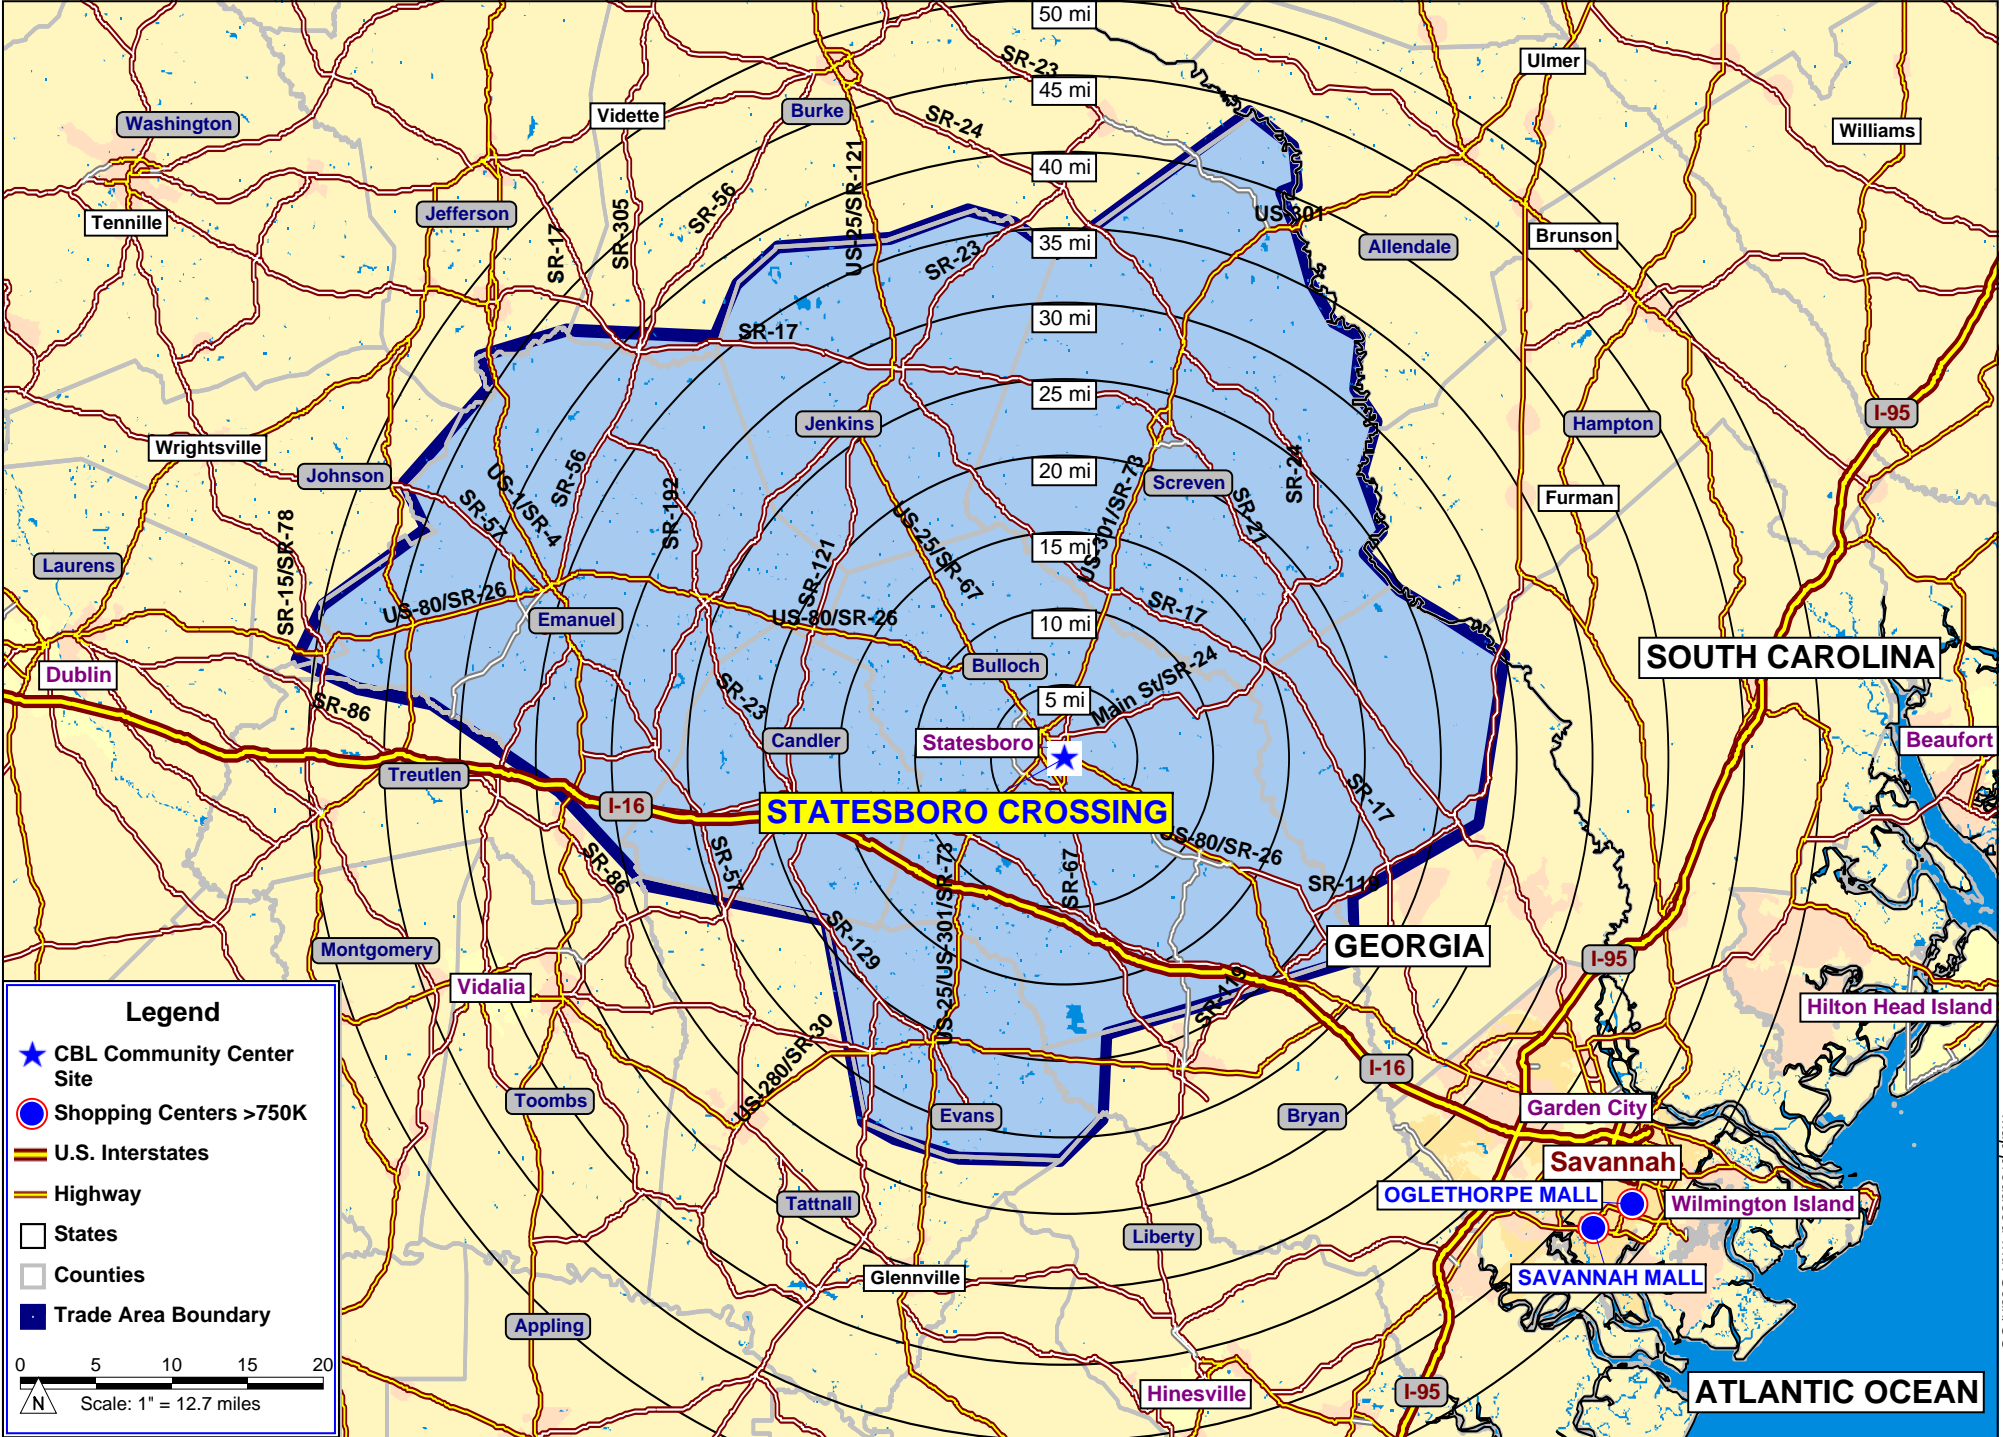 50 mi
SR-23
Ulmer
45 mi
Burke
Vidette
Washington
SR-24
Williams
US-25/SR-121
40 mi
SR-56
SR-305
Jefferson
Tennille
US-301
SR-17
Brunson
35 mi
Allendale
SR-23
30 mi
SR-17
25 mi
I-95
Jenkins
Hampton
Wrightsville
Johnson
20 mi
Screven
SR-24
US-1/SR-4
SR-56
SR-192
US-301/SR-73
Furman
SR-57
SR-21
SR-15/SR-78
US-25/SR-67
15 mi
Laurens
SR-121
US-80/SR-26
Emanuel
US-80/SR-26
SR-17
10 mi
SOUTH CAROLINA
Bulloch
Dublin
Main St/SR-24
SR-23
5 mi
SR-86
Statesboro
Candler
Beaufort
Treutlen
I-16
STATESBORO CROSSING
SR-17
US-80/SR-26
SR-86
SR-57
SR-67
SR-119
US-25/US-301/SR-73
SR-129
GEORGIA
Montgomery
I-95
Vidalia
SR-119
Hilton Head Island
US-280/SR-30
I-16
Toombs
Evans
Bryan
Garden City
Savannah
OGLETHORPE MALL
Wilmington Island
Tattnall
Liberty
Glennville
SAVANNAH MALL
Appling
Hinesville
I-95
ATLANTIC OCEAN
Legend
CBL Community Center
Site
Shopping Centers >750K
U.S. Interstates
Highway
States
Counties
Trade Area Boundary
0 5 10 15 20
N
Scale: 1" = 12.7 miles